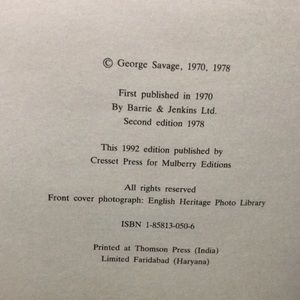 © George Savage, 1970, 1978
First published in 1970
By Barrie & Jenkins Ltd.
Second edition 1978
This 1992 edition published by
Cresset Press for Mulberry Editions
All rights reserved
Front cover photograph: English Heritage Photo Library
ISBN 1-85813-050-6
Printed at Thomson Press (India)
Limited Faridabad (Haryana)